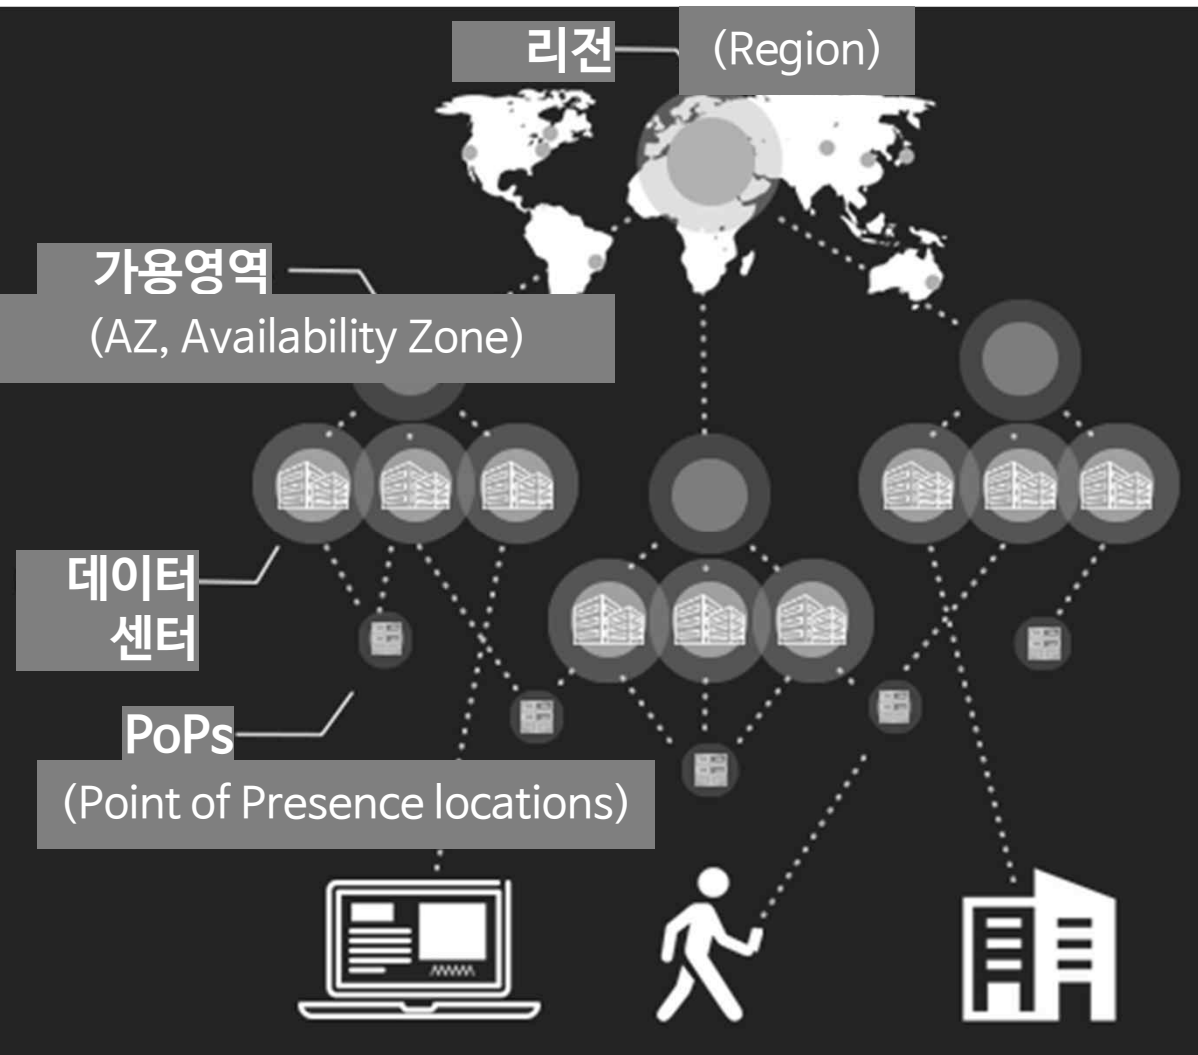 리전 (Region)
가용영역
(AZ, Availability Zone)
데이터
센터
PoPs
(Point of Presence locations)